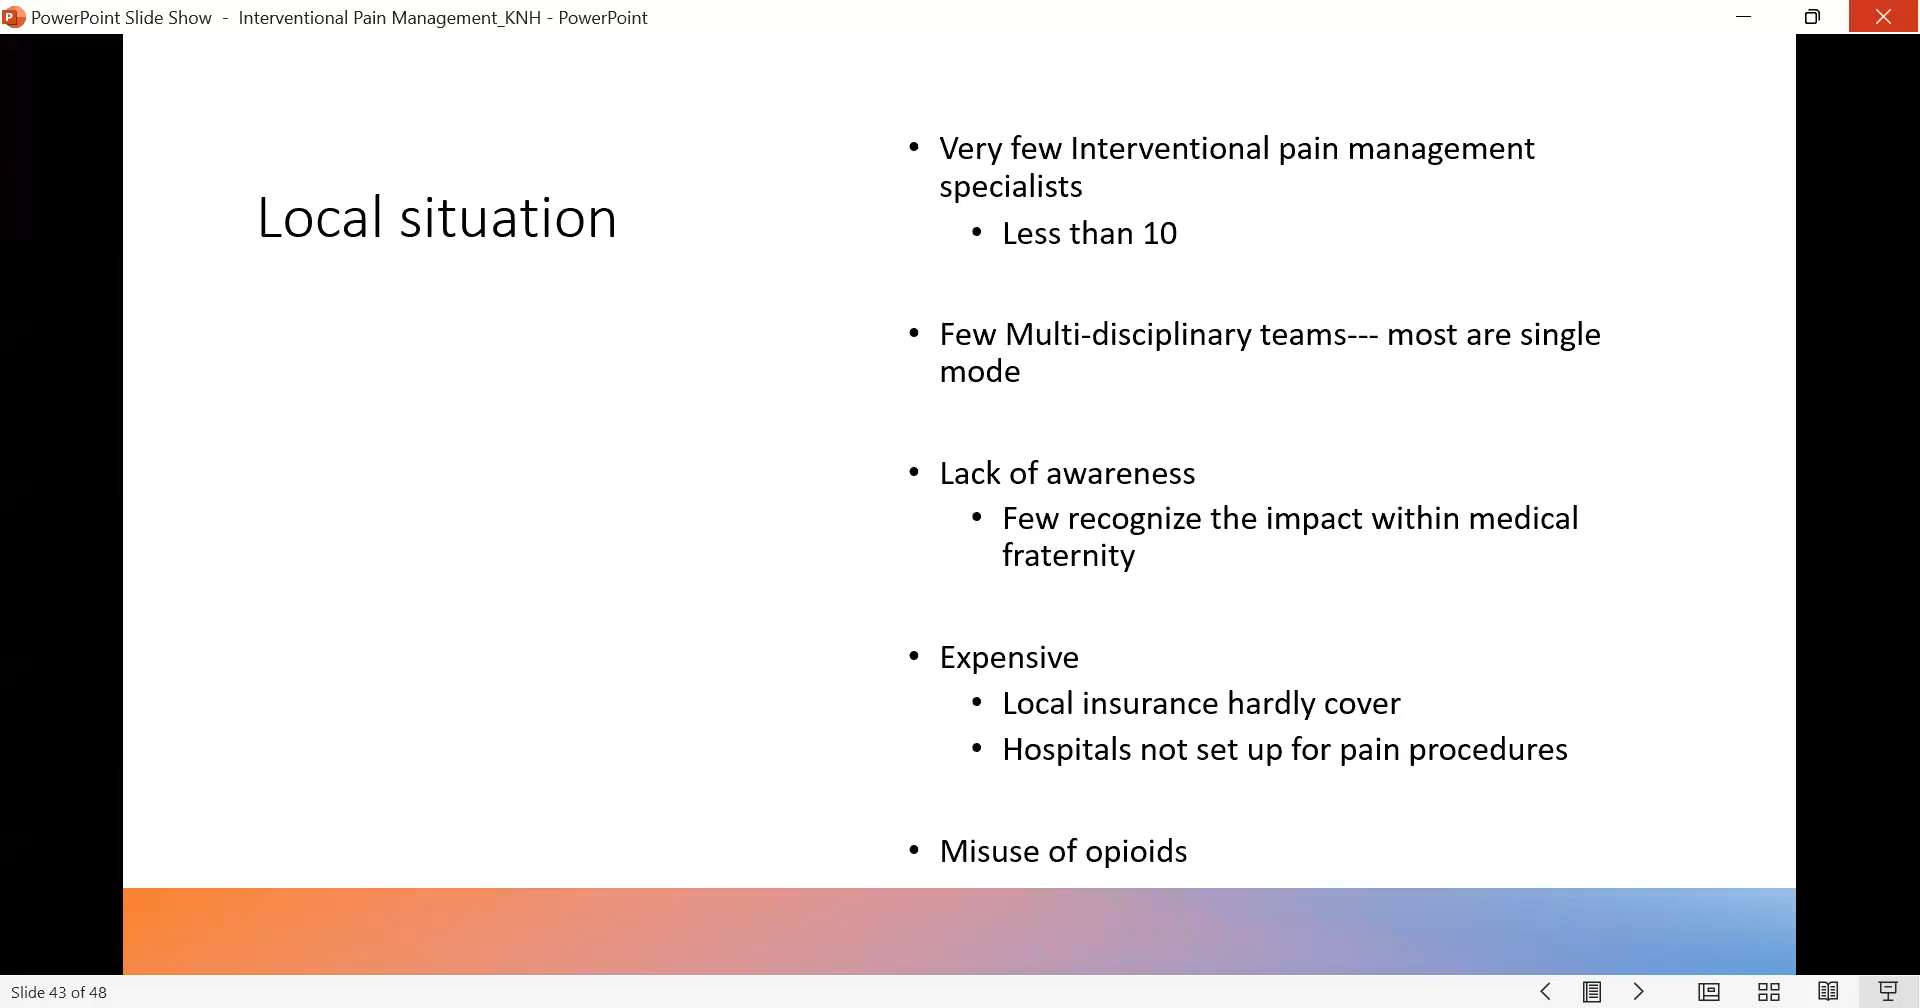 PowerPoint Slide Show - Interventional Pain Management_KNH - PowerPoint
Local situation
• Very few Interventional pain management
specialists
• Less than 10
• Few Multi-disciplinary teams--- most are single
mode
• Lack of awareness
• Few recognize the impact within medical
fraternity
• Expensive
• Local insurance hardly cover
• Hospitals not set up for pain procedures
• Misuse of opioids
Slide 43 of 48